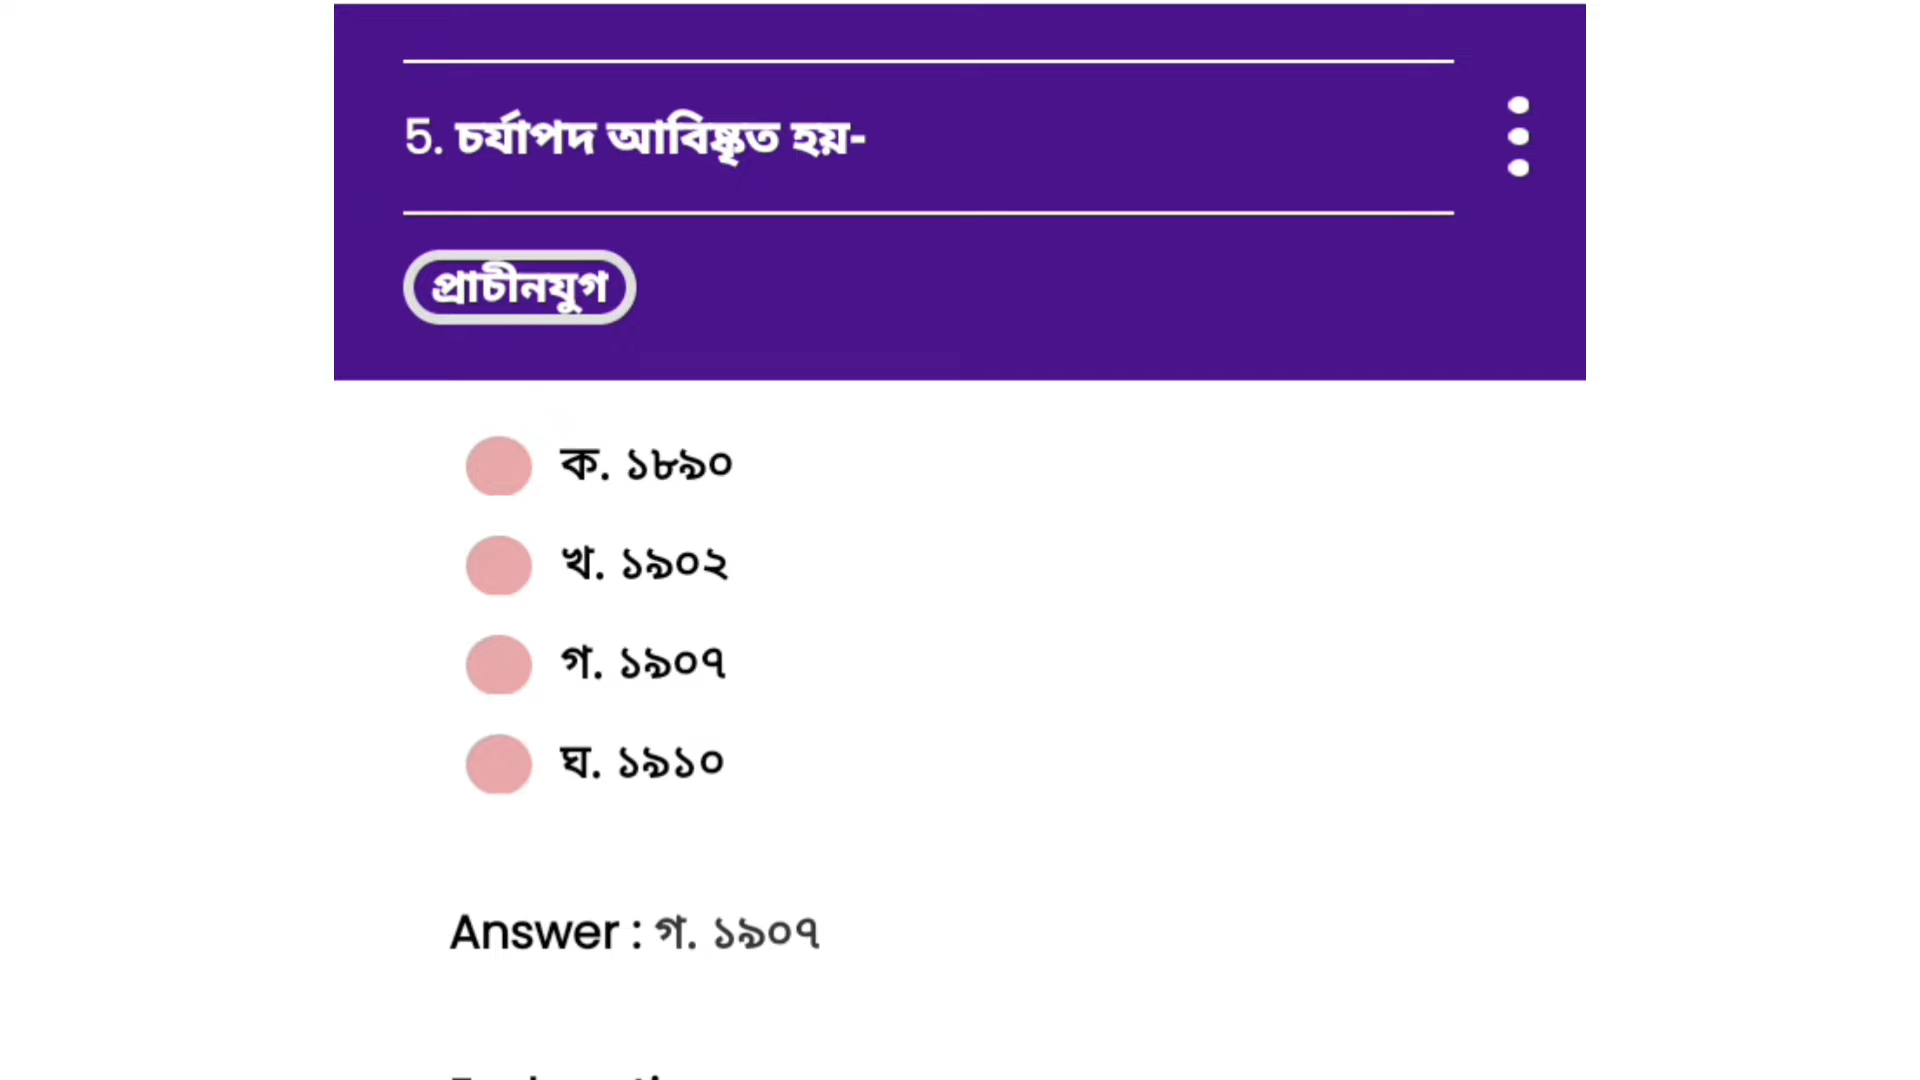 5. চর্যাপদ আবিষ্কৃত হয়-
প্রাচীনযুগ
ক. ১৮৯০
খ. ১৯০২
গ. ১৯০৭
ঘ. ১৯১০
Answer : গ. ১৯০৭